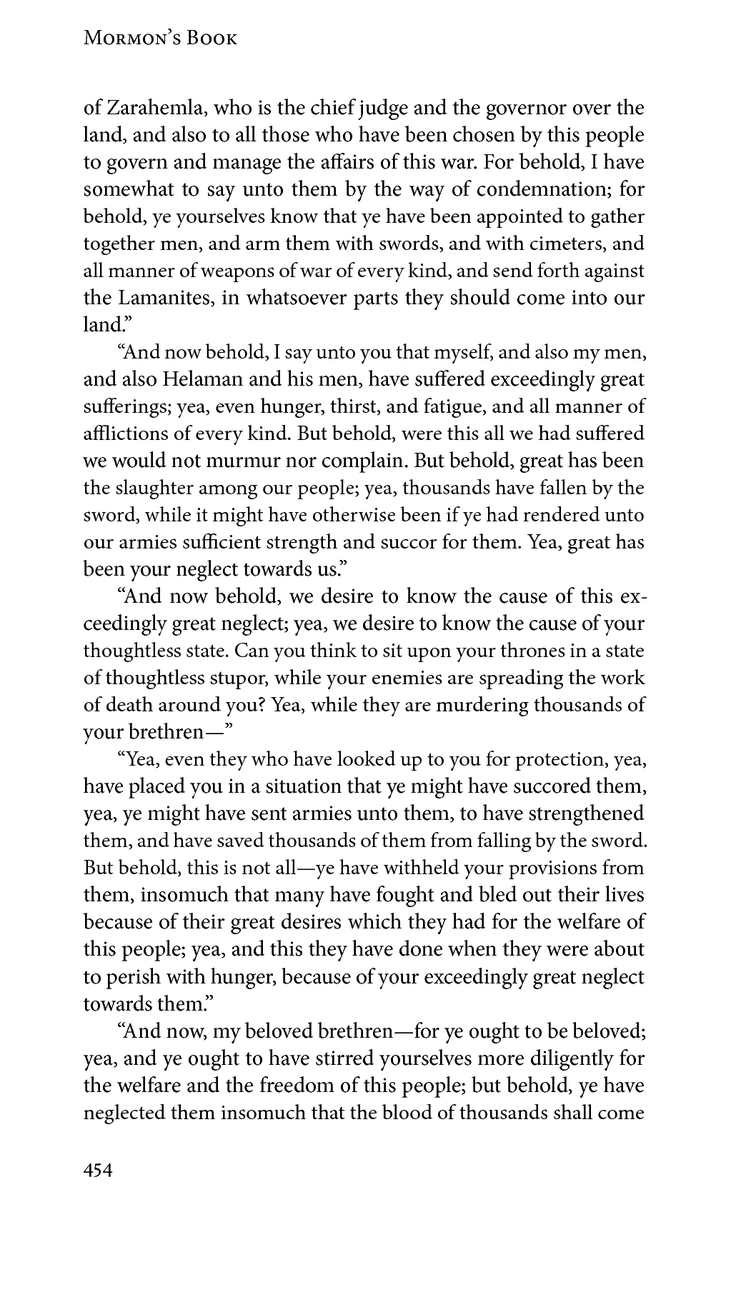 Mormon’s Book
of Zarahemla, who is the chief judge and the governor over the
land, and also to all those who have been chosen by this people
to govern and manage the affairs of this war. For behold, I have
somewhat to say unto them by the way of condemnation; for
behold, ye yourselves know that ye have been appointed to gather
together men, and arm them with swords, and with cimeters, and
all manner of weapons of war of every kind, and send forth against
the Lamanites, in whatsoever parts they should come into our
land.”
“And now behold, I say unto you that myself, and also my men,
and also Helaman and his men, have suffered exceedingly great
sufferings; yea, even hunger, thirst, and fatigue, and all manner of
afflictions of every kind. But behold, were this all we had suffered
we would not murmur nor complain. But behold, great has been
the slaughter among our people; yea, thousands have fallen by the
sword, while it might have otherwise been if ye had rendered unto
our armies sufficient strength and succor for them. Yea, great has
been your neglect towards us.”
“And now behold, we desire to know the cause of this ex-
ceedingly great neglect; yea, we desire to know the cause of your
thoughtless state. Can you think to sit upon your thrones in a state
of thoughtless stupor, while your enemies are spreading the work
of death around you? Yea, while they are murdering thousands of
your brethren—”
“Yea, even they who have looked up to you for protection, yea,
have placed you in a situation that ye might have succored them,
yea, ye might have sent armies unto them, to have strengthened
them, and have saved thousands of them from falling by the sword.
But behold, this is not all—ye have withheld your provisions from
them, insomuch that many have fought and bled out their lives
because of their great desires which they had for the welfare of
this people; yea, and this they have done when they were about
to perish with hunger, because of your exceedingly great neglect
towards them.”
“And now, my beloved brethren—for ye ought to be beloved;
yea, and ye ought to have stirred yourselves more diligently for
the welfare and the freedom of this people; but behold, ye have
neglected them insomuch that the blood of thousands shall come
454